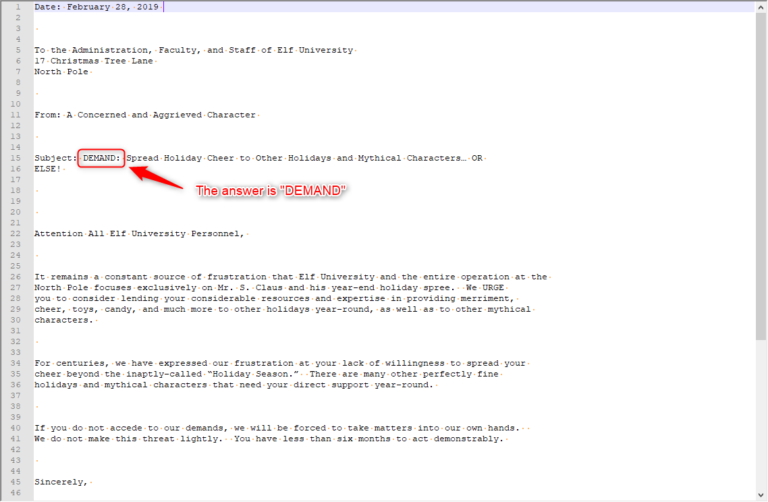 1 Date: February 28, 2019
2
3
4
5 To the Administration, Faculty, and Staff of Elf University
6 17 Christmas Tree Lane
7 North Pole
8
9
10
11 From: A Concerned and Aggrieved Character
12
13
14
15 Subject: DEMAND: Spread Holiday Cheer to Other Holidays and Mythical Characters… OR
16 ELSE!
17
The answer is "DEMAND"
18
19
20
21
22 Attention All Elf University Personnel,
23
24
25
26 It remains a constant source of frustration that Elf University and the entire operation at the
27 North Pole focuses exclusively on Mr. S. Claus and his year-end holiday spree. We URGE
28 you to consider lending your considerable resources and expertise in providing merriment,
29 cheer, toys, candy, and much more to other holidays year-round, as well as to other mythical
30 characters.
31
32
33
34 For centuries, we have expressed our frustration at your lack of willingness to spread your
35 cheer beyond the inaptly-called “Holiday Season.” There are many other perfectly fine
36 holidays and mythical characters that need your direct support year-round.
37
38
39
40 If you do not accede to our demands, we will be forced to take matters into our own hands.
41 We do not make this threat lightly. You have less than six months to act demonstrably.
42
43
44
45 Sincerely,
46